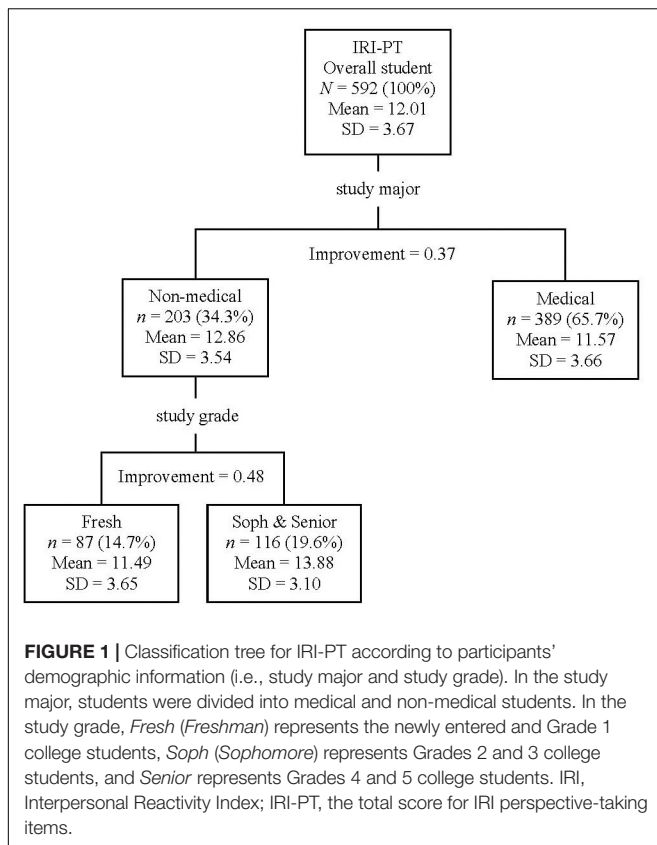 IRI-PT
Overall student
N = 592 (100%)
Mean = 12.01
SD = 3.67
study major
Improvement = 0.37
Non-medical
n = 203 (34.3%)
Mean = 12.86
SD = 3.54
Medical
n = 389 (65.7%)
Mean = 11.57
SD = 3.66
study grade
Improvement = 0.48
Fresh
n = 87 (14.7%)
Mean = 11.49
SD = 3.65
Soph & Senior
n = 116 (19.6%)
Mean = 13.88
SD = 3.10
FIGURE 1 | Classification tree for IRI-PT according to participants'
demographic information (i.e., study major and study grade). In the study
major, students were divided into medical and non-medical students. In the
study grade, Fresh (Freshman) represents the newly entered and Grade 1
college students, Soph (Sophomore) represents Grades 2 and 3 college
students, and Senior represents Grades 4 and 5 college students. IRI,
Interpersonal Reactivity Index; IRI-PT, the total score for IRI perspective-taking
items.